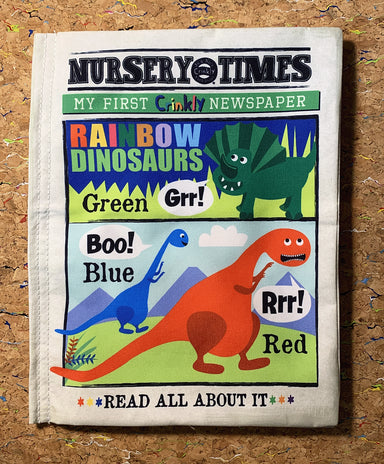 NURSERY TIMES
MY FIRST Crinkly NEWSPAPER
RAINBOW
DINOSAURS
Green
Grr!
Boo!
Blue
Rrr!
Red
READ ALL ABOUT IT